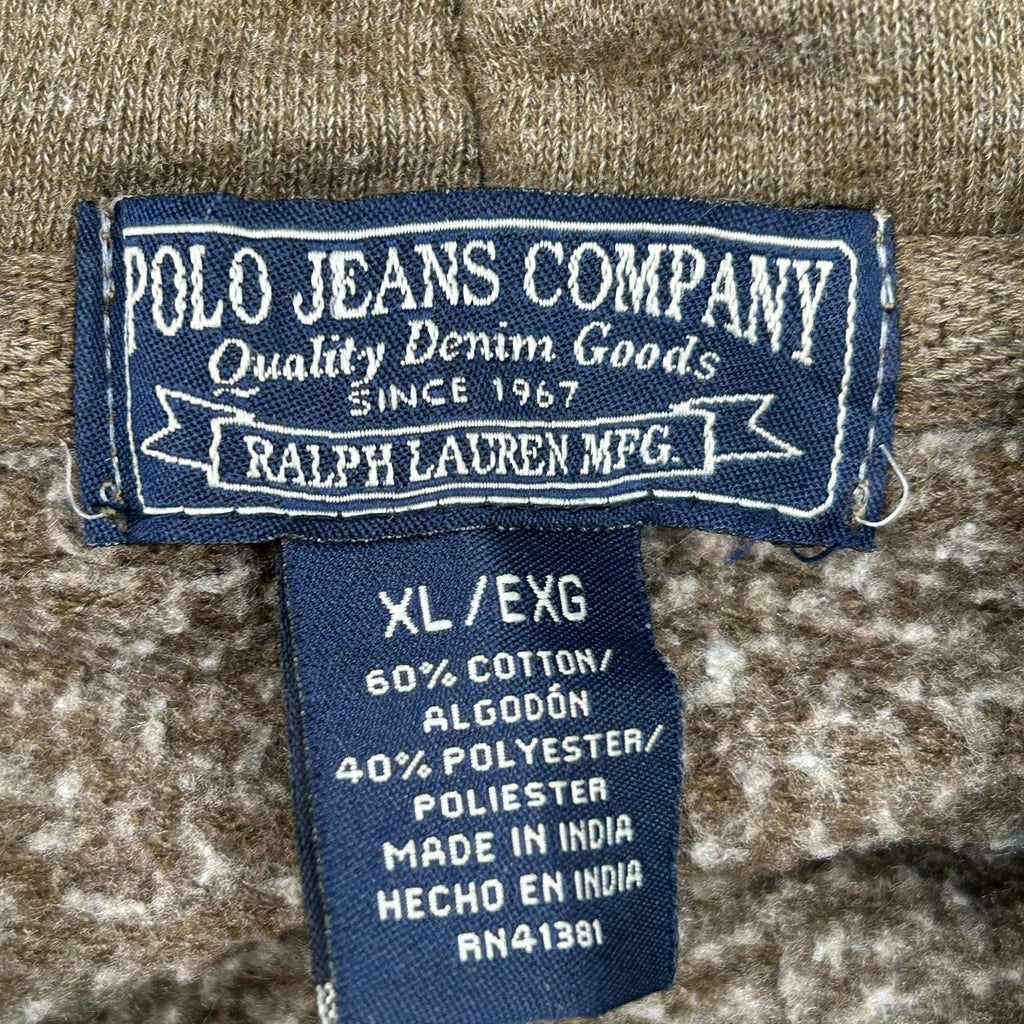 POLO JEANS COMPANY
Quality Denim Goods
SINCE 1967
RALPH LAUREN MFG.
XL/EXG
60% COTTON/
ALGODÓN
40% POLYESTER/
POLIESTER
MADE IN INDIA
HECHO EN INDIA
RN41381